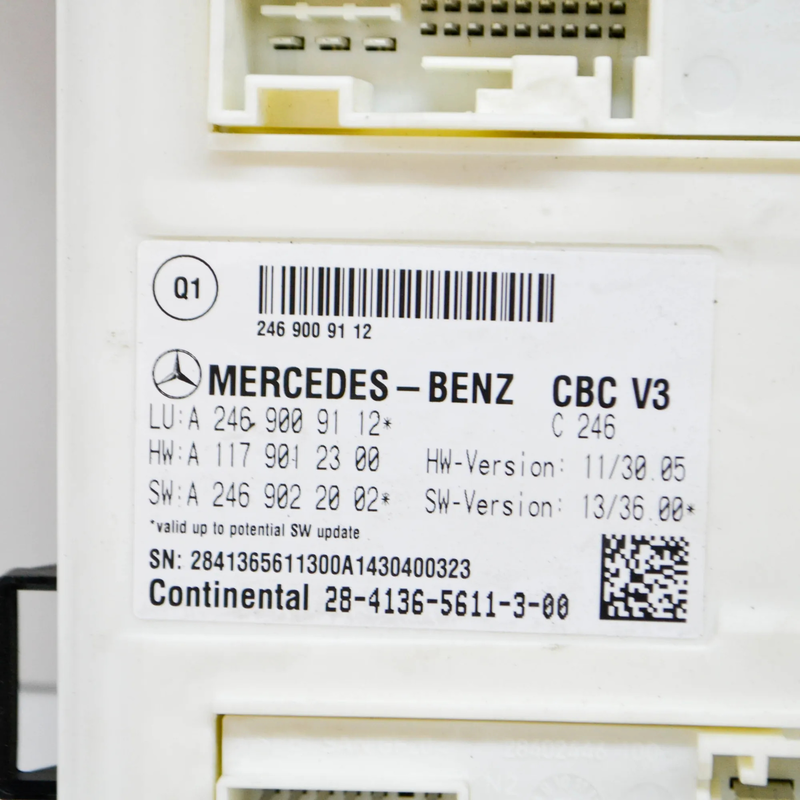 Q1
246 900 91 12
MERCEDES-BENZ CBC V3
LU:A 246 900 91 12* C 246
HW:A 117 901 23 00 HW-Version: 11/30.05
SW:A 246 902 20 02* SW-Version: 13/36.00*
*valid up to potential SW update
SN: 2841365611300A1430400323
Continental 28-4136-5611-3-00